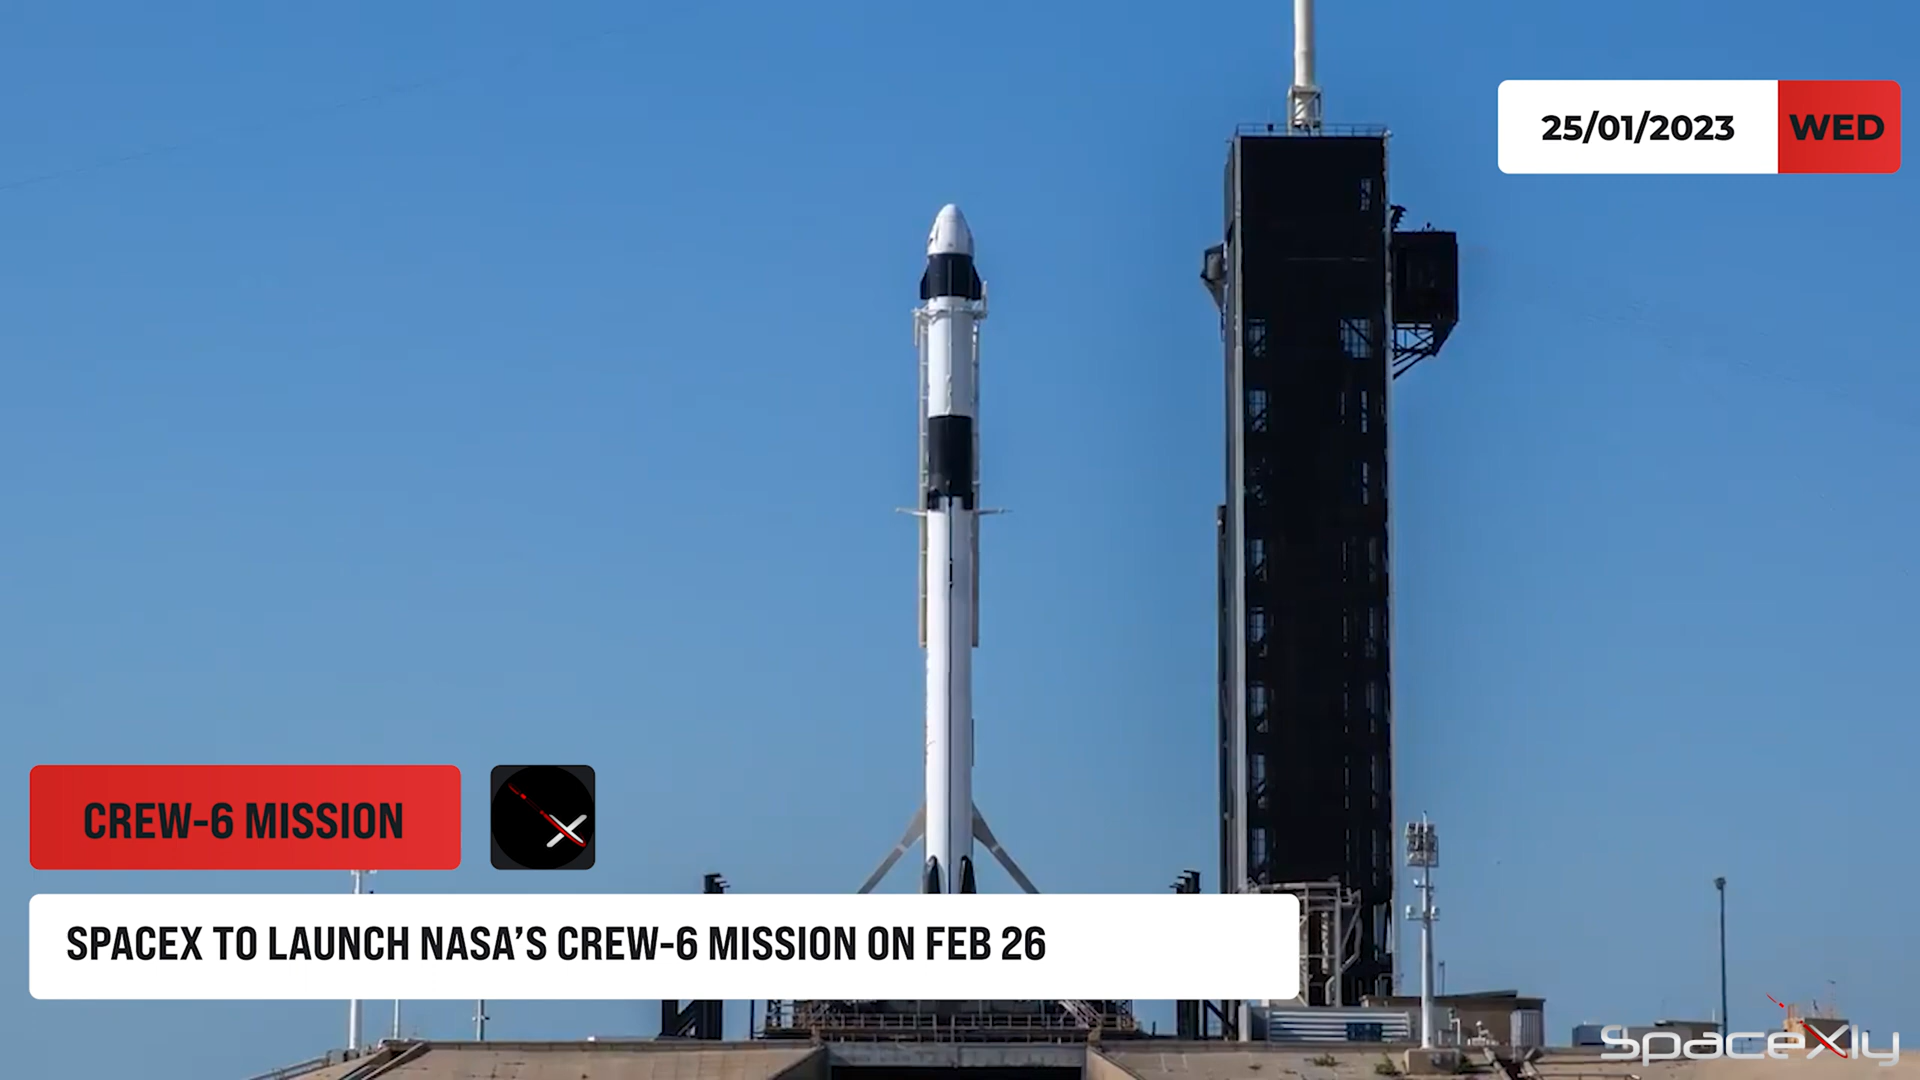 25/01/2023 WED
CREW-6 MISSION
SPACEX TO LAUNCH NASA'S CREW-6 MISSION ON FEB 26
SpaceXly